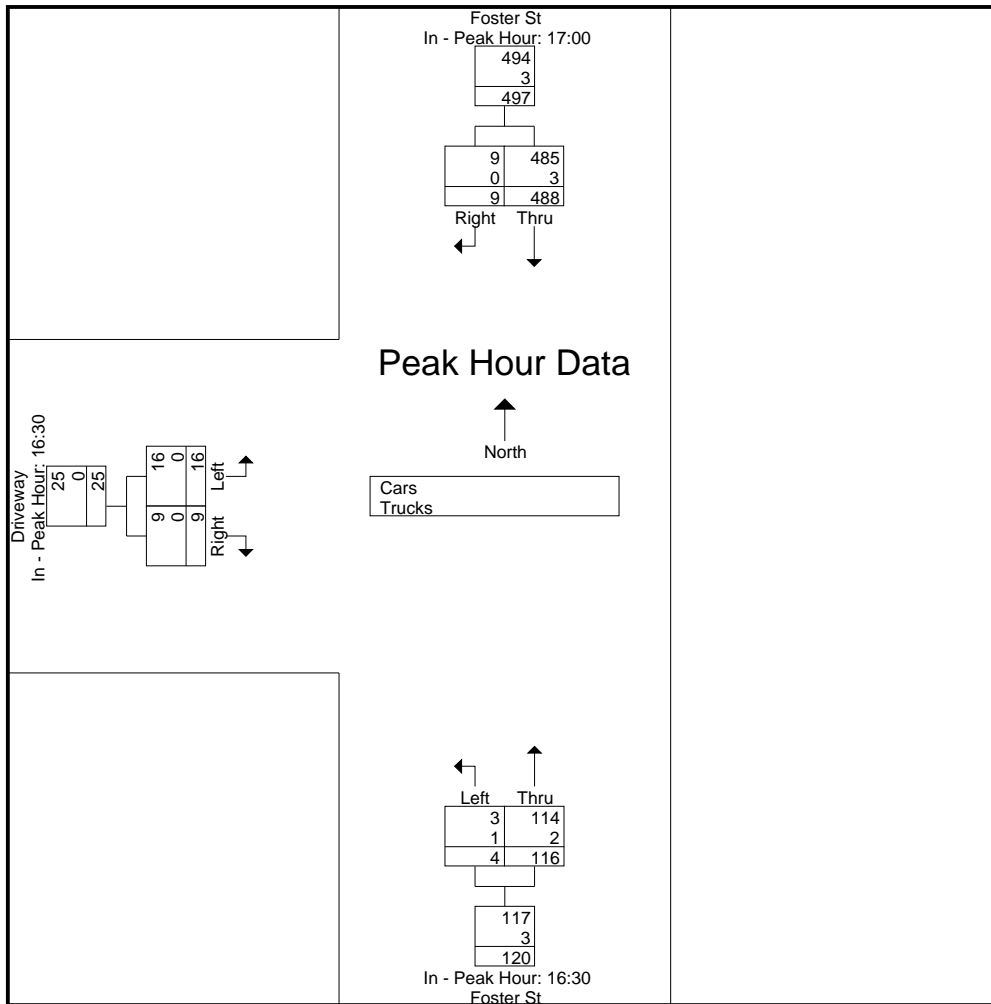 Foster St
In - Peak Hour: 17:00
494
3
497
9 485
0 3
9 488
Right Thru
Peak Hour Data
North
Cars
Trucks
Driveway
In - Peak Hour: 16:30
25
0
25
16 0 16
Left
9 0 9
Right
Left Thru
3 114
1 2
4 116
117
3
120
In - Peak Hour: 16:30
Foster St